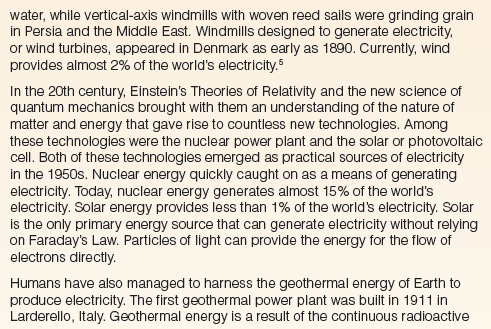 water, while vertical-axis windmills with woven reed sails were grinding grain
in Persia and the Middle East. Windmills designed to generate electricity,
or wind turbines, appeared in Denmark as early as 1890. Currently, wind
provides almost 2% of the world's electricity.⁵
In the 20th century, Einstein's Theories of Relativity and the new science of
quantum mechanics brought with them an understanding of the nature of
matter and energy that gave rise to countless new technologies. Among
these technologies were the nuclear power plant and the solar or photovoltaic
cell. Both of these technologies emerged as practical sources of electricity
in the 1950s. Nuclear energy quickly caught on as a means of generating
electricity. Today, nuclear energy generates almost 15% of the world's
electricity. Solar energy provides less than 1% of the world's electricity. Solar
is the only primary energy source that can generate electricity without relying
on Faraday's Law. Particles of light can provide the energy for the flow of
electrons directly.
Humans have also managed to harness the geothermal energy of Earth to
produce electricity. The first geothermal power plant was built in 1911 in
Larderello, Italy. Geothermal energy is a result of the continuous radioactive